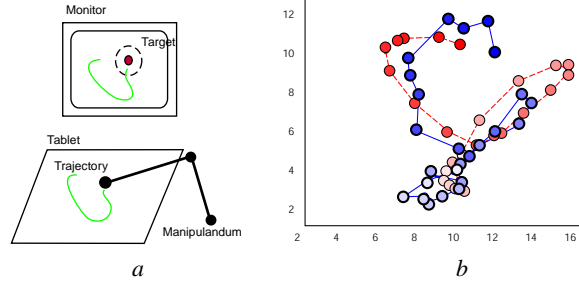 Monitor
Target
Tablet
Trajectory
Manipulandum
a
12
10
8
6
4
2
2 4 6 8 10 12 14 16
b